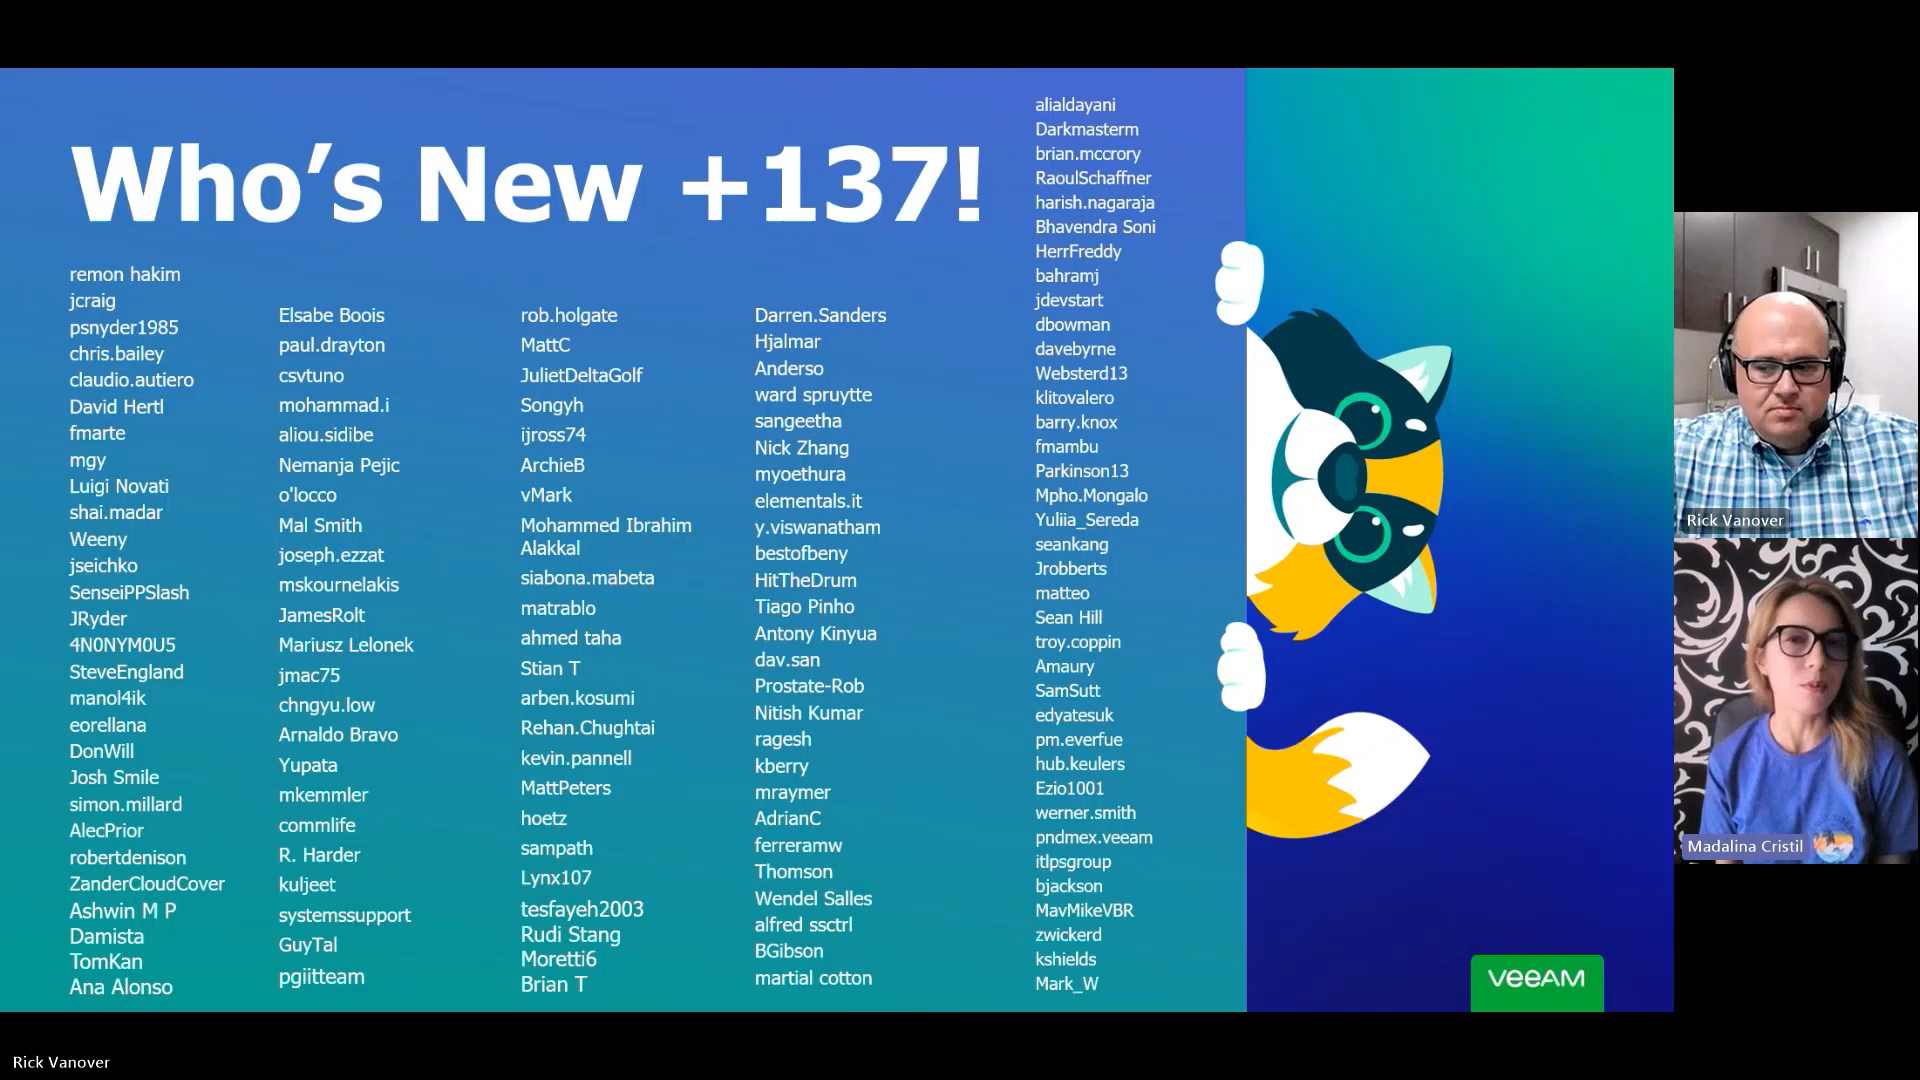 Who's New +137!
remon hakim
jcraig
psnyder1985
chris.bailey
claudio.autiero
David Hertl
fmarte
mgy
Luigi Novati
shai.madar
Weeny
jseichko
SenseiPPSlash
JRyder
4N0NYM0U5
SteveEngland
manol4ik
eorellana
DonWill
Josh Smile
simon.millard
AlecPrior
robertdenison
ZanderCloudCover
Ashwin M P
Damista
TomKan
Ana Alonso
Elsabe Boois
paul.drayton
csvtuno
mohammad.i
aliou.sidibe
Nemanja Pejic
o'locco
Mal Smith
joseph.ezzat
mskournelakis
JamesRolt
Mariusz Lelonek
jmac75
chngyu.low
Arnaldo Bravo
Yupata
mkemmler
commlife
R. Harder
kuljeet
systemssupport
GuyTal
pgiitteam
rob.holgate
MattC
JulietDeltaGolf
Songyh
ijross74
ArchieB
vMark
Mohammed Ibrahim
Alakkal
siabona.mabeta
matrablo
ahmed taha
Stian T
arben.kosumi
Rehan.Chughtai
kevin.pannell
MattPeters
hoetz
sampath
Lynx107
tesfayeh2003
Rudi Stang
Moretti6
Brian T
Darren.Sanders
Hjalmar
Anderso
ward spruytte
sangeetha
Nick Zhang
myoethura
elementals.it
y.viswanatham
bestofbeny
HitTheDrum
Tiago Pinho
Antony Kinyua
dav.san
Prostate-Rob
Nitish Kumar
ragesh
kberry
mraymer
AdrianC
ferreramw
Thomson
Wendel Salles
alfred ssctrl
BGibson
martial cotton
alialdayani
Darkmasterm
brian.mccrory
RaoulSchaffner
harish.nagaraja
Bhavendra Soni
HerrFreddy
bahramj
jdevstart
dbowman
davebyrne
Websterd13
klitovalero
barry.knox
fmambu
Parkinson13
Mpho.Mongalo
Yuliia_Sereda
seankang
Jrobberts
matteo
Sean Hill
troy.coppin
Amaury
SamSutt
edyatesuk
pm.everfue
hub.keulers
Ezio1001
werner.smith
pndmex.veeam
itlpsgroup
bjackson
MavMikeVBR
zwickerd
kshields
Mark_W
veeAM
Rick Vanover
Madalina Cristil
Rick Vanover